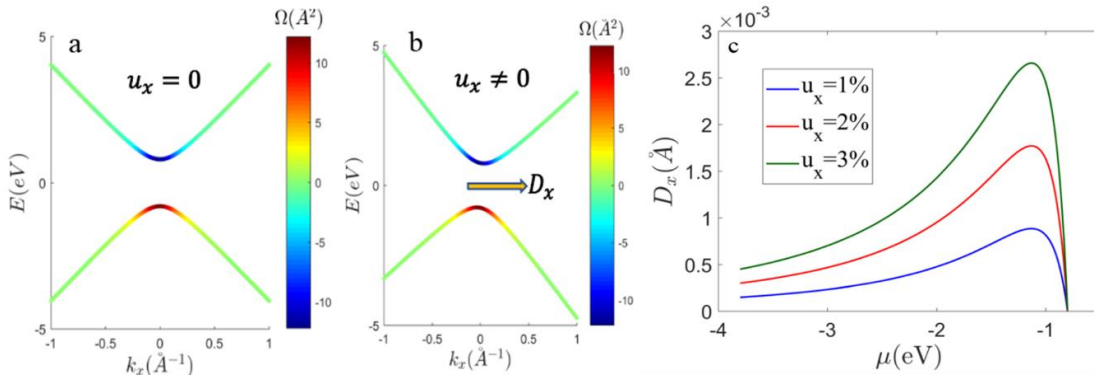 a
Ω(Å²)
u_x = 0
E(eV)
5
0
-5
-1
-0.5
0
0.5
1
k_x(Å⁻¹)
10
5
0
-5
-10
b
Ω(Å²)
u_x ≠ 0
D_x
E(eV)
5
0
-5
-1
-0.5
0
0.5
1
k_x(Å⁻¹)
10
5
0
-5
-10
×10⁻³
c
u_x=1%
u_x=2%
u_x=3%
D_x(Å)
3
2.5
2
1.5
1
0.5
0
-4
-3
-2
-1
μ(eV)